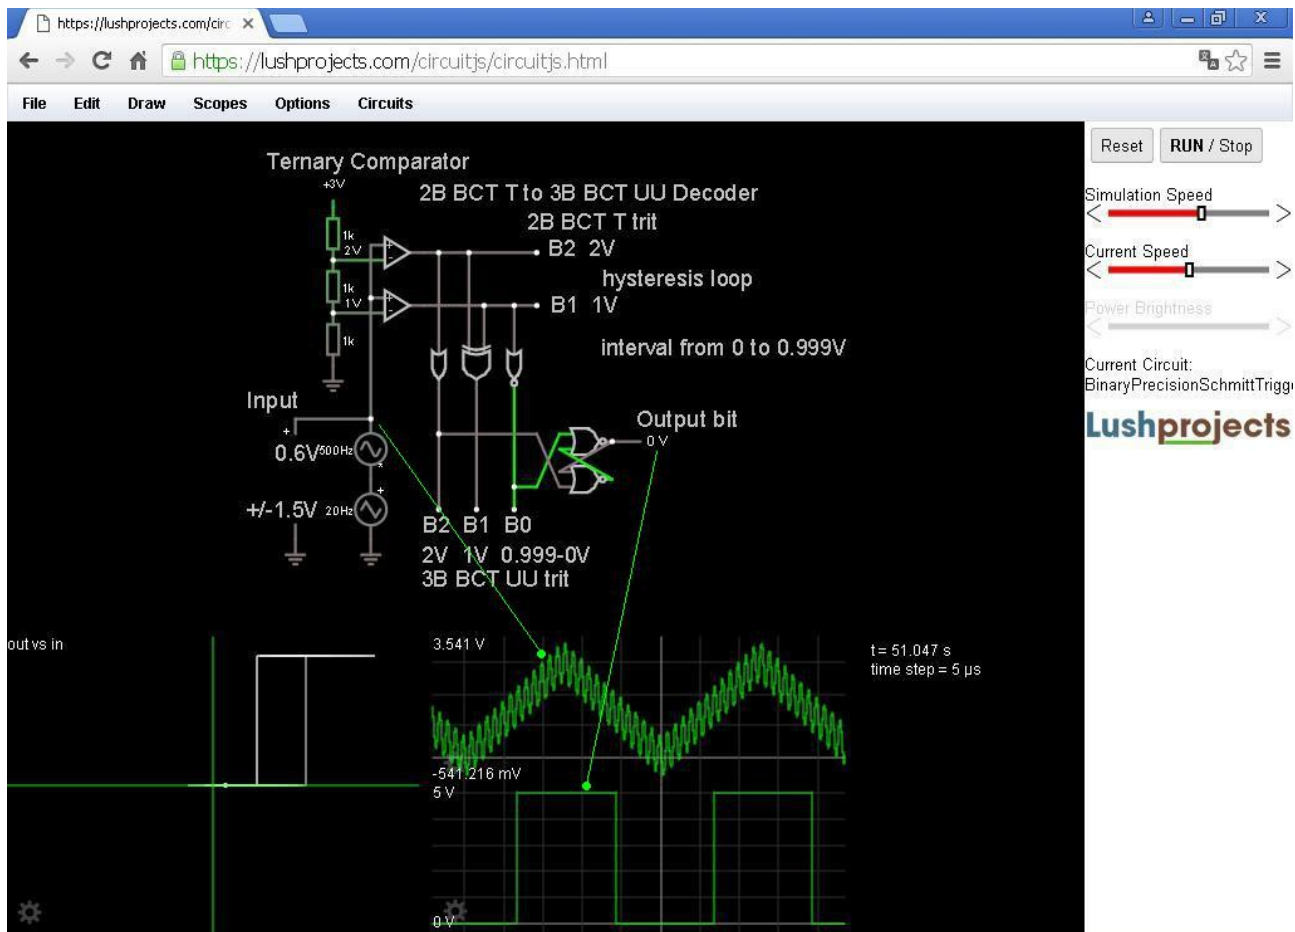 https://lushprojects.com/circ
https://lushprojects.com/circuitjs/circuitjs.html
File Edit Draw Scopes Options Circuits
Reset RUN / Stop
Simulation Speed
Current Speed
Power Brightness
Current Circuit:
BinaryPrecisionSchmittTrigge
Lushprojects
Ternary Comparator
+3V
2B BCT T to 3B BCT UU Decoder
2B BCT T trit
1k
2V
+
-
B2 2V
hysteresis loop
1k
1V
+
-
B1 1V
1k
interval from 0 to 0.999V
Input
Output bit
0 V
+
0.6V 500Hz
+
+/-1.5V 20Hz
B2 B1 B0
2V 1V 0.999-0V
3B BCT UU trit
out vs in
3.541 V
t = 51.047 s
time step = 5 µs
-541.216 mV
5 V
0 V